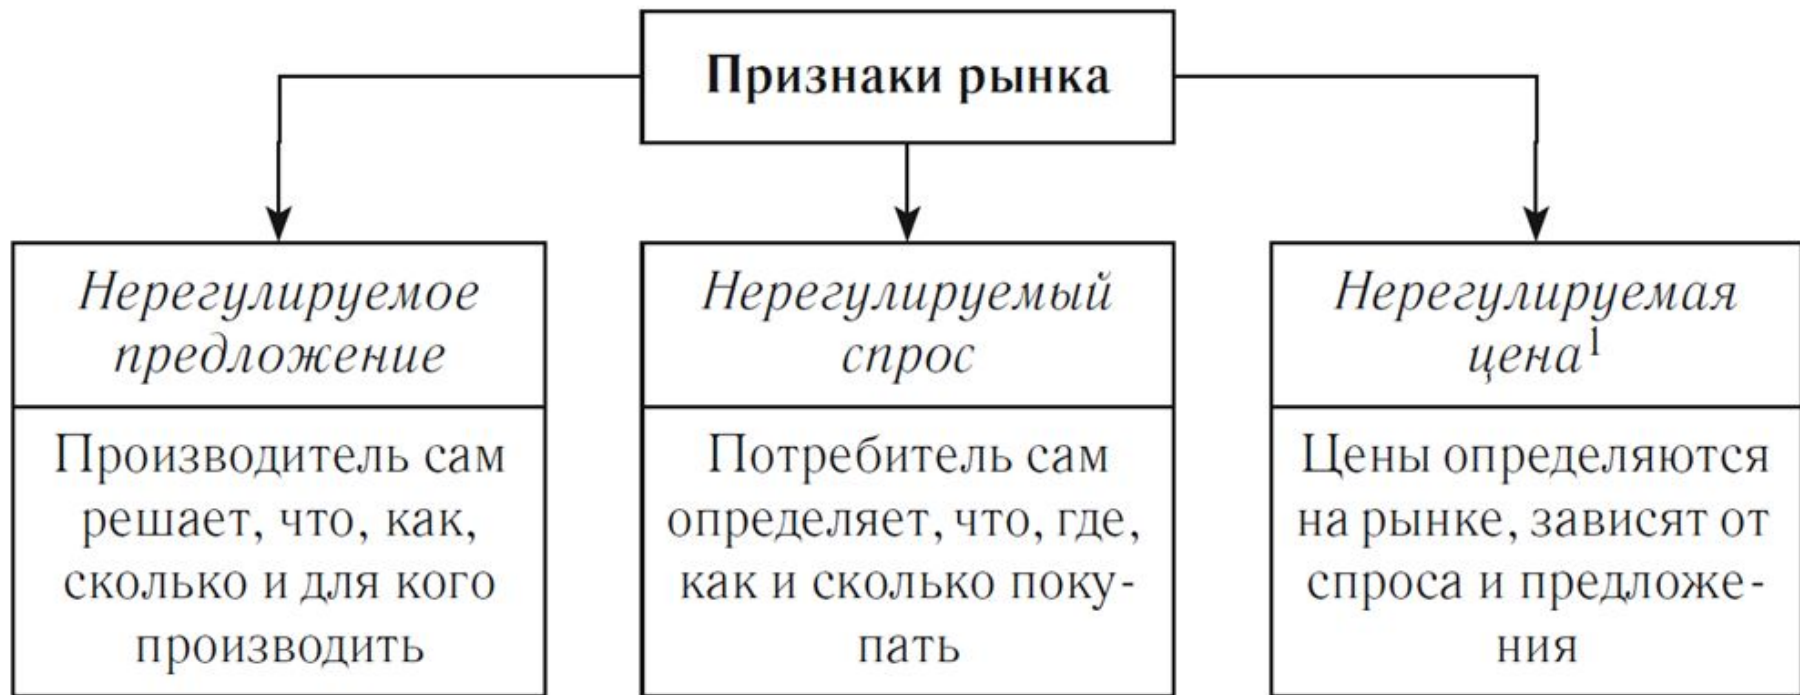 Признаки рынка
Нерегулируемое
предложение
Производитель сам
решает, что, как,
сколько и для кого
производить
Нерегулируемый
спрос
Потребитель сам
определяет, что, где,
как и сколько поку-
пать
Нерегулируемая
цена¹
Цены определяются
на рынке, зависят от
спроса и предложе-
ния